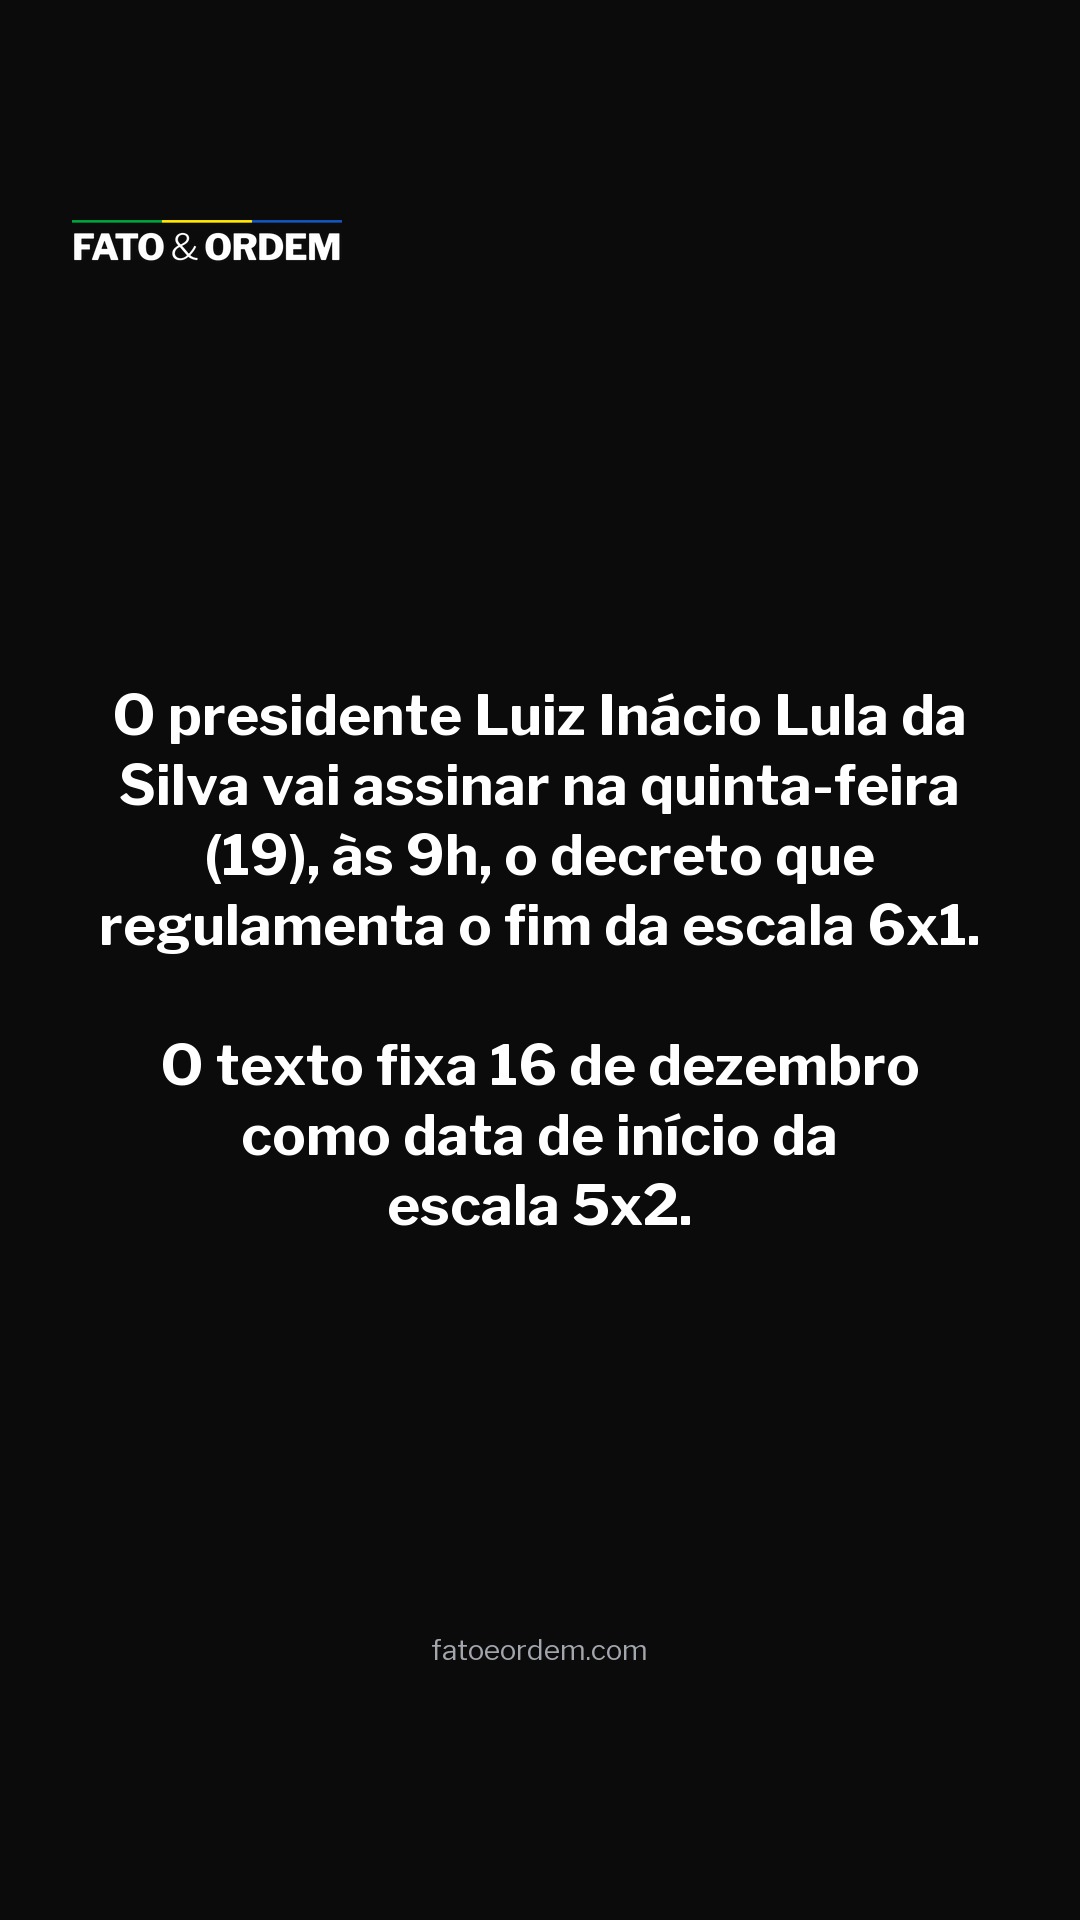 FATO & ORDEM
O presidente Luiz Inácio Lula da
Silva vai assinar na quinta-feira
(19), às 9h, o decreto que
regulamenta o fim da escala 6x1.
O texto fixa 16 de dezembro
como data de início da
escala 5x2.
fatoeordem.com